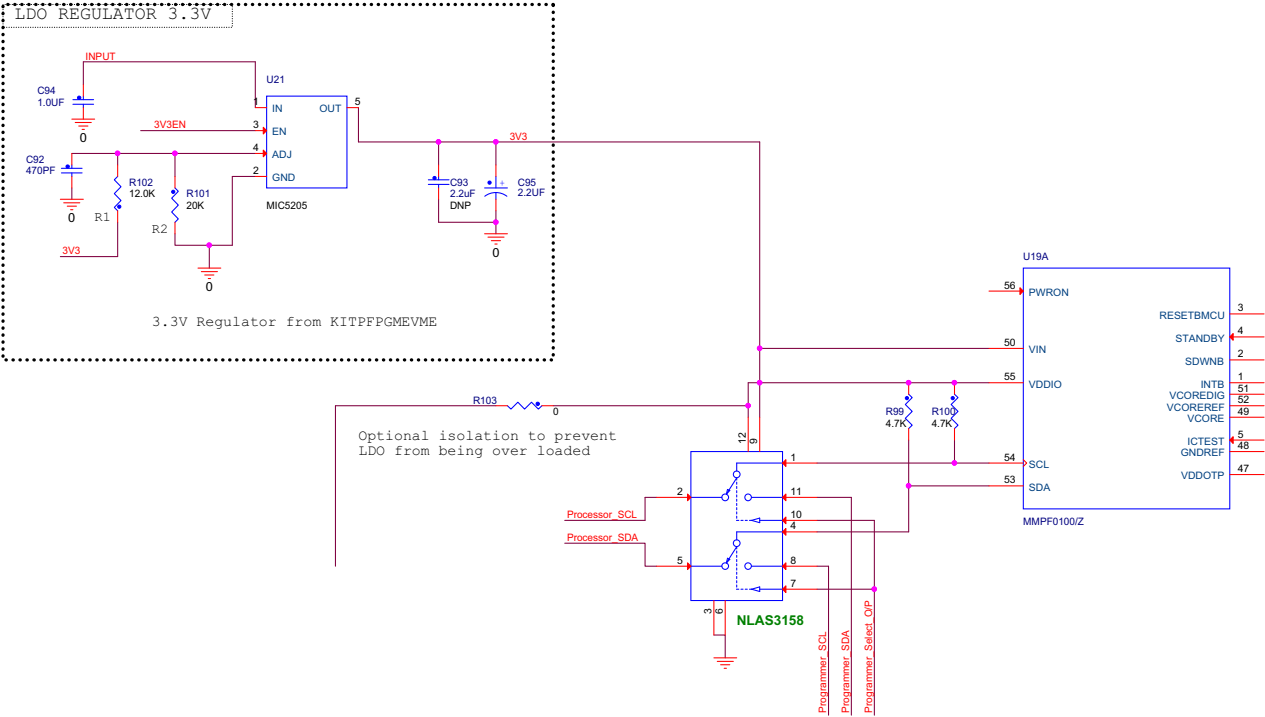 LDO REGULATOR 3.3V
INPUT
C94
1.0UF
0
U21
1
IN
OUT
5
3V3EN
3
EN
4
ADJ
2
GND
MIC5205
C92
470PF
0
R102
12.0K
R1
R101
20K
R2
3V3
0
3V3
C93
2.2uF
DNP
+
C95
2.2UF
0
3.3V Regulator from KITPFPGMEVME
U19A
56
PWRON
RESETBMCU
3
STANDBY
4
50
VIN
SDWNB
2
55
VDDIO
INTB
1
VCOREDIG
51
VCOREREF
52
VCORE
49
ICTEST
5
GNDREF
48
54
SCL
VDDOTP
47
53
SDA
MMPF0100/Z
R99
4.7K
R100
4.7K
R103
0
Optional isolation to prevent
LDO from being over loaded
12
9
1
2
11
10
4
5
8
7
3
6
Processor_SCL
Processor_SDA
NLAS3158
Programmer_SCL
Programmer_SDA
Programmer_Select_O/P